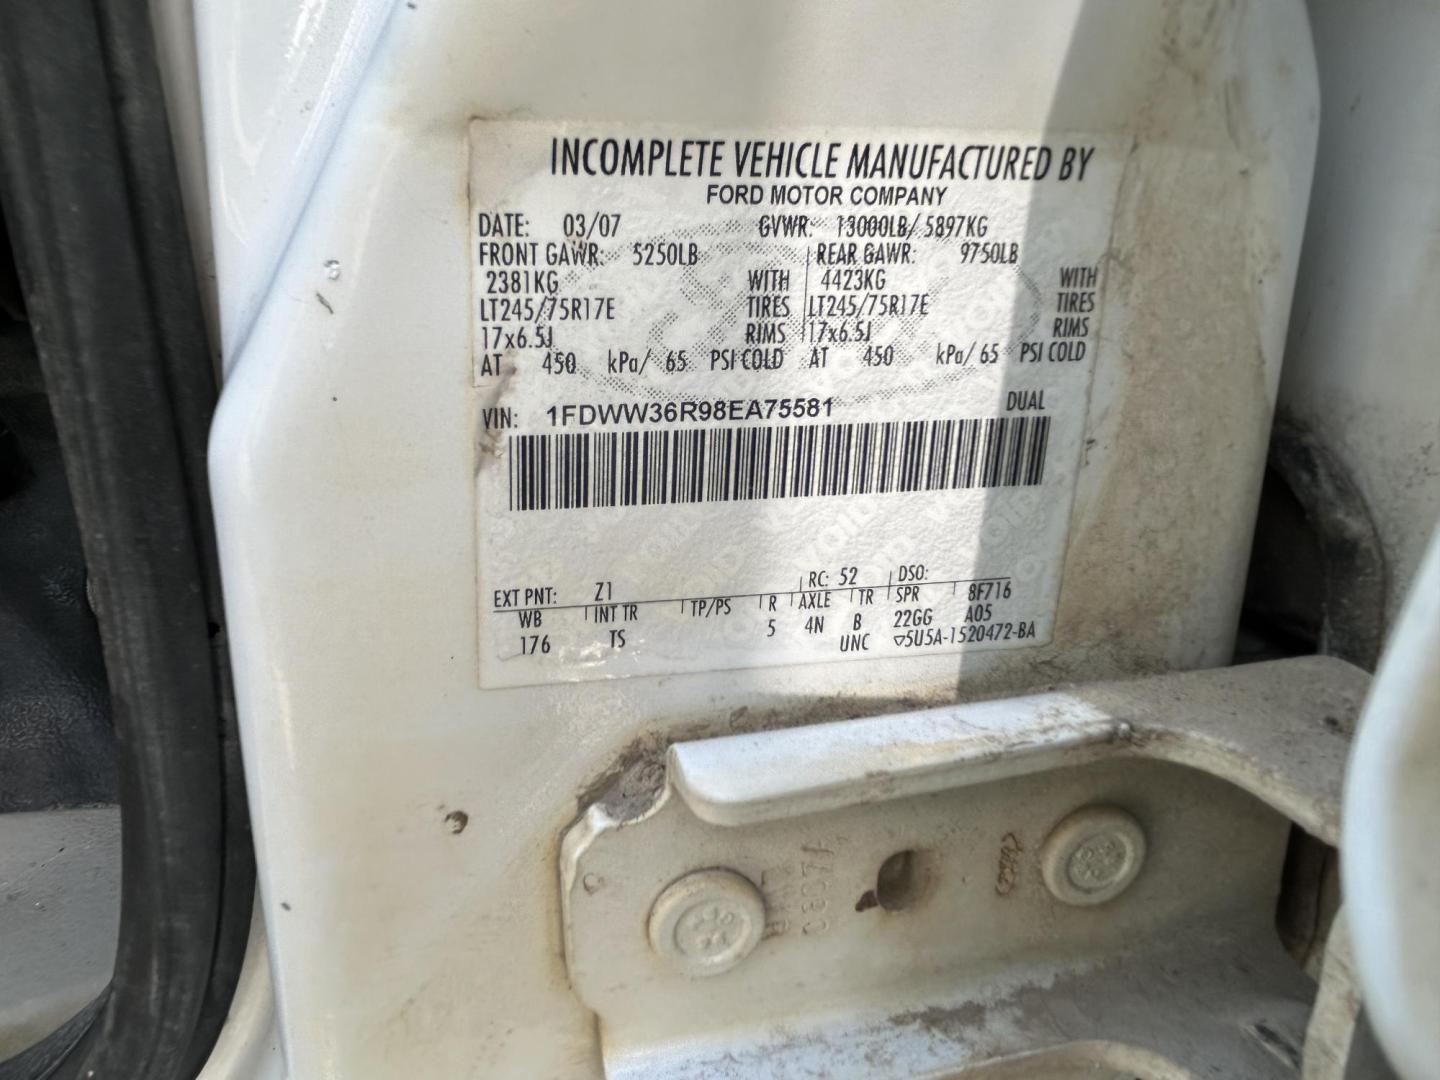 INCOMPLETE VEHICLE MANUFACTURED BY
FORD MOTOR COMPANY
DATE: 03/07 GVWR: 13000LB/ 5897KG
FRONT GAWR: 5250LB REAR GAWR: 9750LB
2381KG WITH 4423KG WITH
LT245/75R17E TIRES LT245/75R17E TIRES
17x6.5J RIMS 17x6.5J RIMS
AT 450 kPa/ 65 PSI COLD AT 450 kPa/ 65 PSI COLD
VIN: 1FDWW36R98EA75581 DUAL
EXT PNT: Z1 RC: 52 DSO:
WB INT TR TP/PS R AXLE TR SPR 8F716
176 TS 5 4N B 22GG A05
UNC 5U5A-1520472-BA